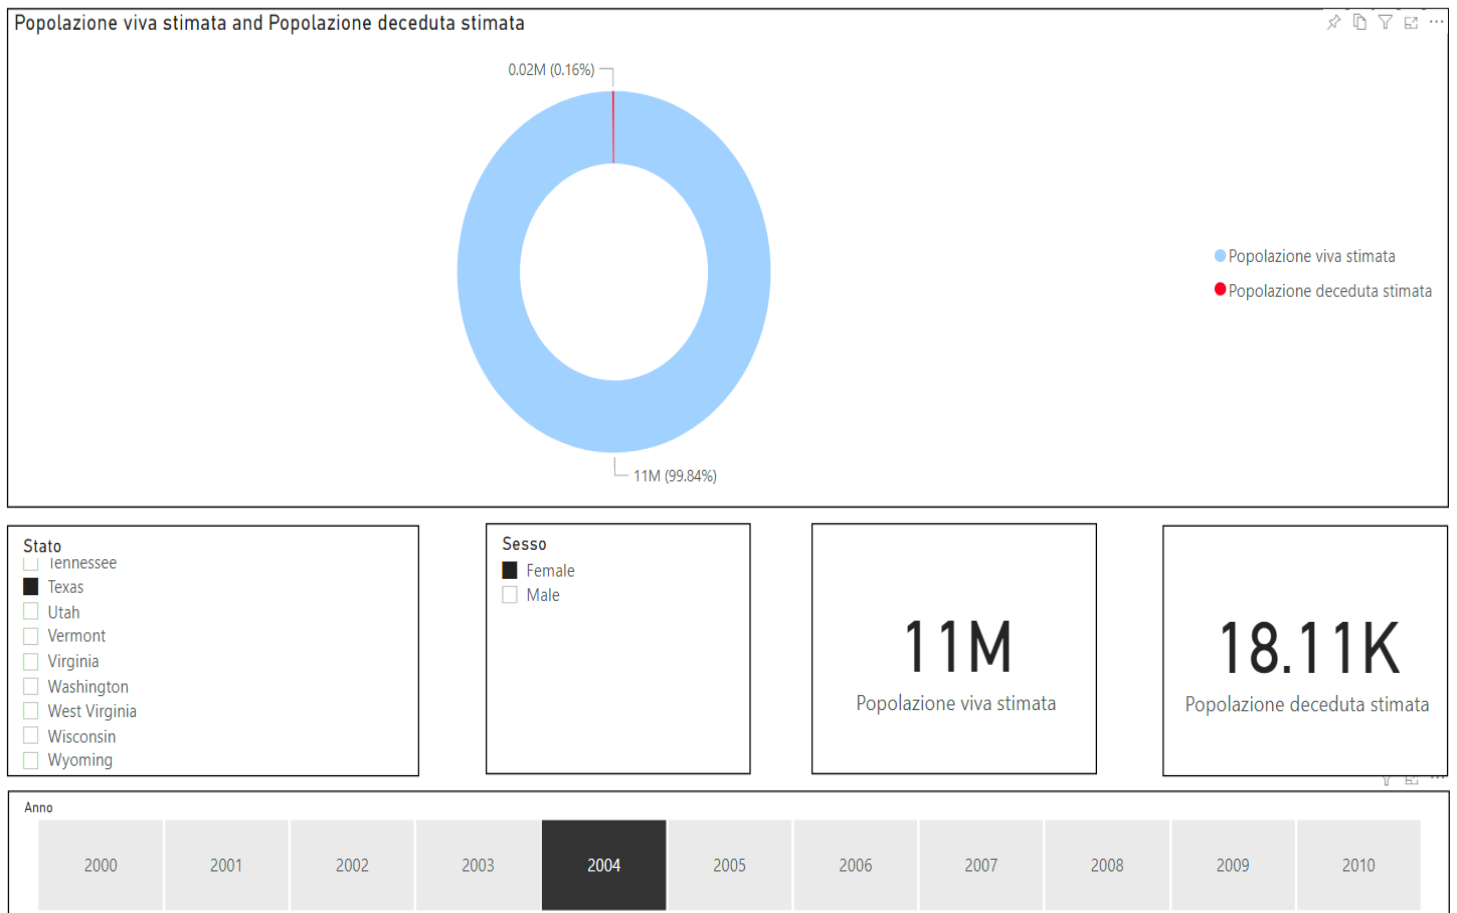 Popolazione viva stimata and Popolazione deceduta stimata
0.02M (0.16%)
Popolazione viva stimata
Popolazione deceduta stimata
11M (99.84%)
Stato
Tennessee
Texas
Utah
Vermont
Virginia
Washington
West Virginia
Wisconsin
Wyoming
Sesso
Female
Male
11M
Popolazione viva stimata
18.11K
Popolazione deceduta stimata
Anno
2000 2001 2002 2003 2004 2005 2006 2007 2008 2009 2010